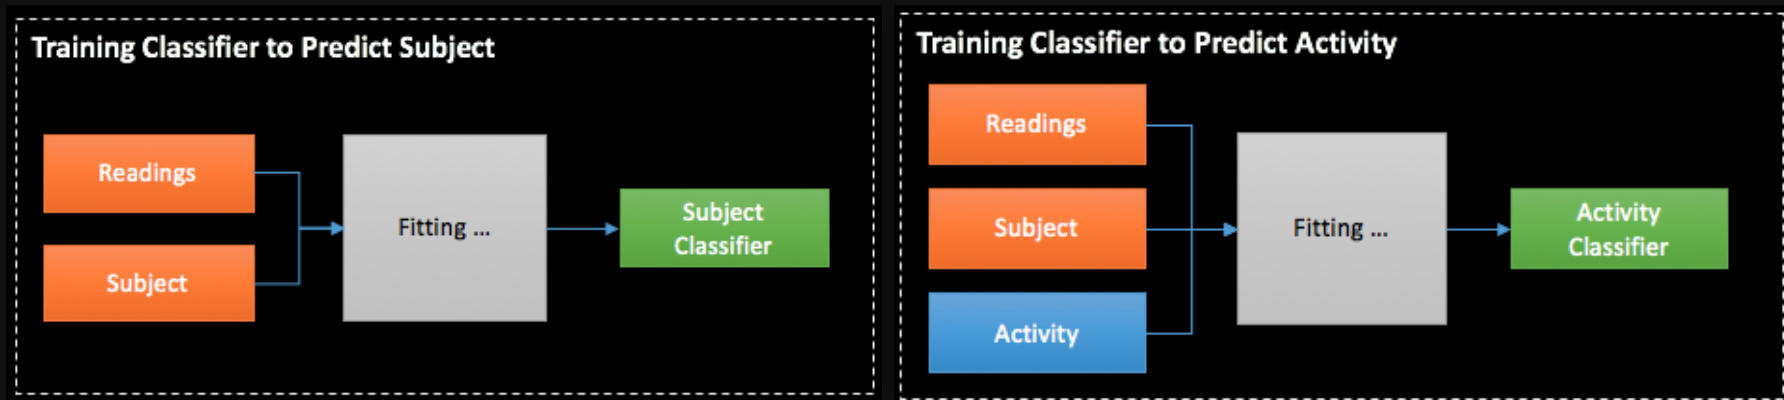 Training Classifier to Predict Subject
Readings
Subject
Fitting ...
Subject
Classifier
Training Classifier to Predict Activity
Readings
Subject
Activity
Fitting ...
Activity
Classifier